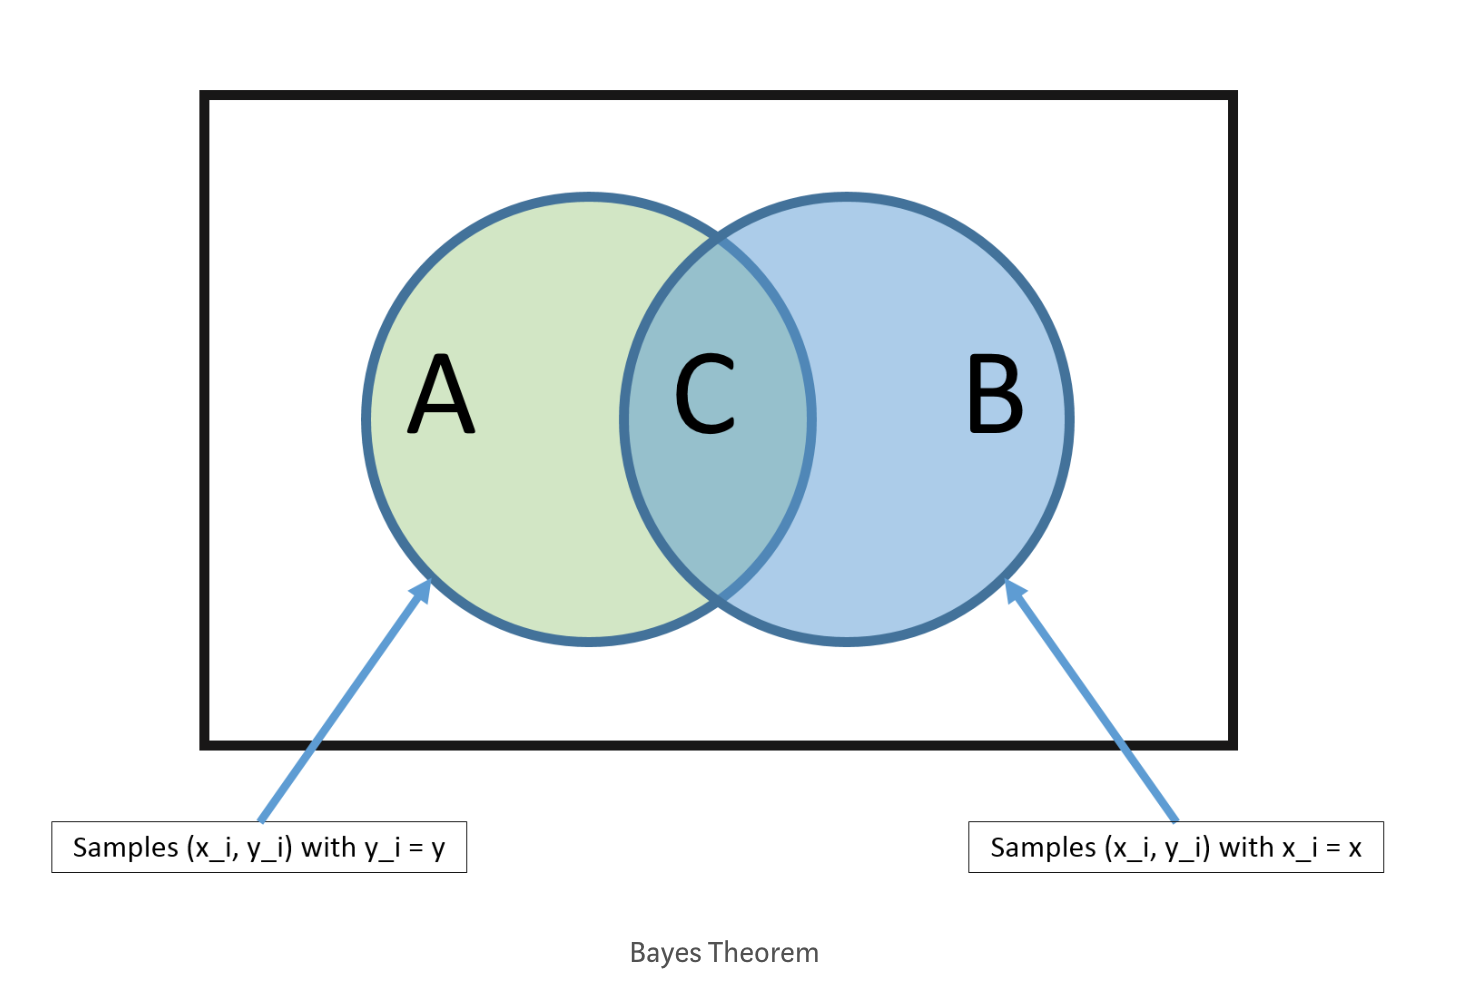 A
C
B
Samples (x_i, y_i) with y_i = y
Samples (x_i, y_i) with x_i = x
Bayes Theorem